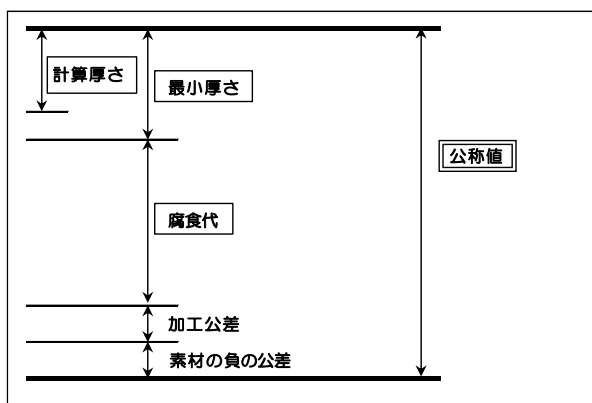 計算厚さ
最小厚さ
公称値
腐食代
加工公差
素材の負の公差